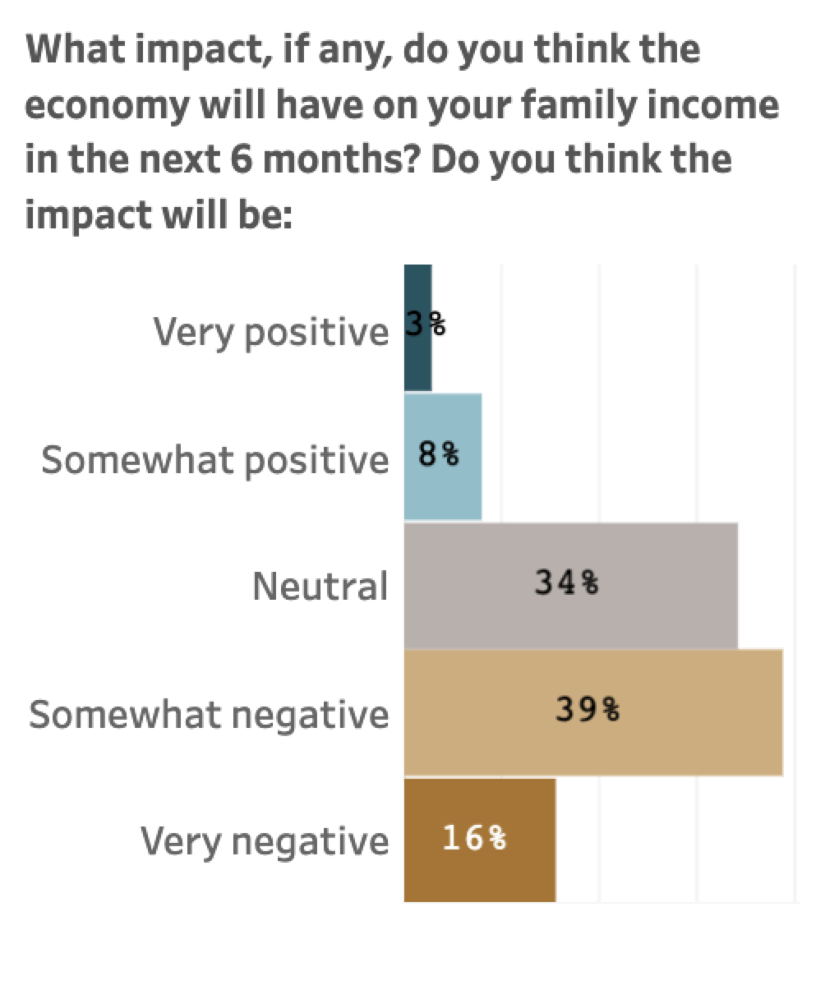 What impact, if any, do you think the
economy will have on your family income
in the next 6 months? Do you think the
impact will be:
Very positive 3%
Somewhat positive 8%
Neutral 34%
Somewhat negative 39%
Very negative 16%